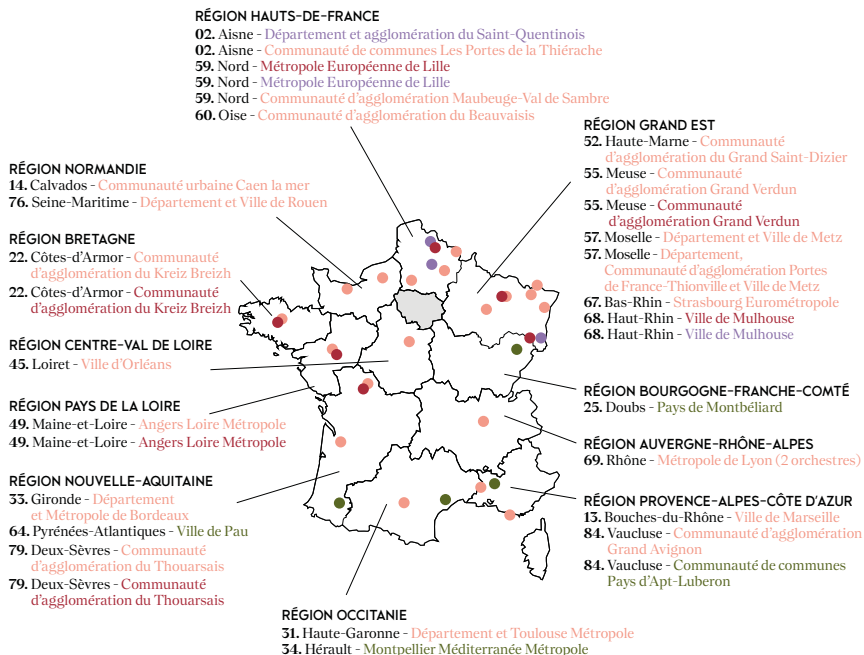 RÉGION HAUTS-DE-FRANCE
02. Aisne - Département et agglomération du Saint-Quentinois
02. Aisne - Communauté de communes Les Portes de la Thiérache
59. Nord - Métropole Européenne de Lille
59. Nord - Métropole Européenne de Lille
59. Nord - Communauté d'agglomération Maubeuge-Val de Sambre
60. Oise - Communauté d'agglomération du Beauvaisis
RÉGION NORMANDIE
14. Calvados - Communauté urbaine Caen la mer
76. Seine-Maritime - Département et Ville de Rouen
RÉGION BRETAGNE
22. Côtes-d'Armor - Communauté
d'agglomération du Kreiz Breizh
22. Côtes-d'Armor - Communauté
d'agglomération du Kreiz Breizh
RÉGION CENTRE-VAL DE LOIRE
45. Loiret - Ville d'Orléans
RÉGION PAYS DE LA LOIRE
49. Maine-et-Loire - Angers Loire Métropole
49. Maine-et-Loire - Angers Loire Métropole
RÉGION NOUVELLE-AQUITAINE
33. Gironde - Département
et Métropole de Bordeaux
64. Pyrénées-Atlantiques - Ville de Pau
79. Deux-Sèvres - Communauté
d'agglomération du Thouarsais
79. Deux-Sèvres - Communauté
d'agglomération du Thouarsais
RÉGION GRAND EST
52. Haute-Marne - Communauté
d'agglomération du Grand Saint-Dizier
55. Meuse - Communauté
d'agglomération Grand Verdun
55. Meuse - Communauté
d'agglomération Grand Verdun
57. Moselle - Département et Ville de Metz
57. Moselle - Département,
Communauté d'agglomération Portes
de France-Thionville et Ville de Metz
67. Bas-Rhin - Strasbourg Eurométropole
68. Haut-Rhin - Ville de Mulhouse
68. Haut-Rhin - Ville de Mulhouse
RÉGION BOURGOGNE-FRANCHE-COMTÉ
25. Doubs - Pays de Montbéliard
RÉGION AUVERGNE-RHÔNE-ALPES
69. Rhône - Métropole de Lyon (2 orchestres)
RÉGION PROVENCE-ALPES-CÔTE D'AZUR
13. Bouches-du-Rhône - Ville de Marseille
84. Vaucluse - Communauté d'agglomération
Grand Avignon
84. Vaucluse - Communauté de communes
Pays d'Apt-Luberon
RÉGION OCCITANIE
31. Haute-Garonne - Département et Toulouse Métropole
34. Hérault - Montpellier Méditerranée Métropole